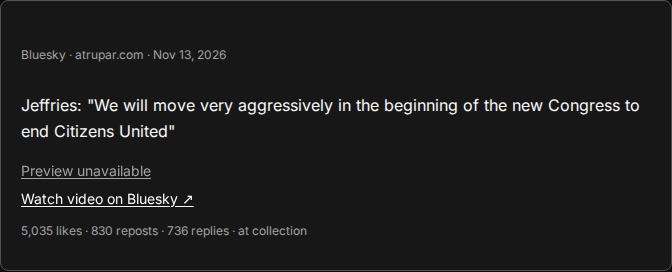 Bluesky · atrupar.com · Nov 13, 2026
Jeffries: "We will move very aggressively in the beginning of the new Congress to
end Citizens United"
Preview unavailable
Watch video on Bluesky ↗
5,035 likes · 830 reposts · 736 replies · at collection